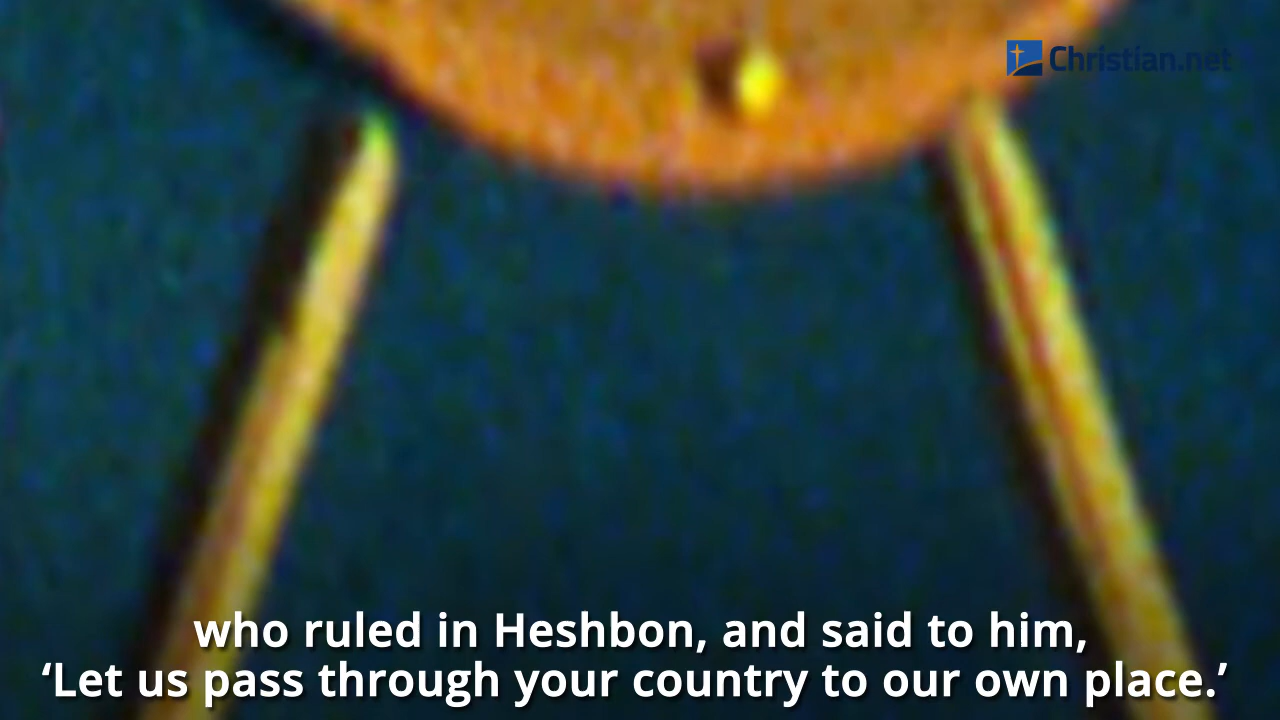 Christian.net
who ruled in Heshbon, and said to him,
‘Let us pass through your country to our own place.’